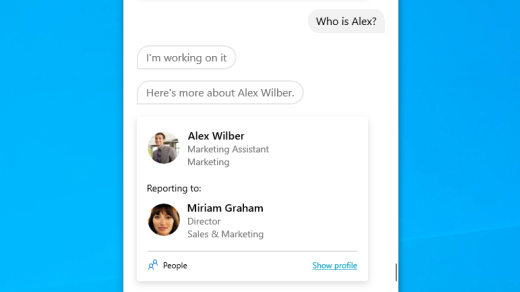 Who is Alex?
I'm working on it
Here's more about Alex Wilber.
Alex Wilber
Marketing Assistant
Marketing
Reporting to:
Miriam Graham
Director
Sales & Marketing
People
Show profile